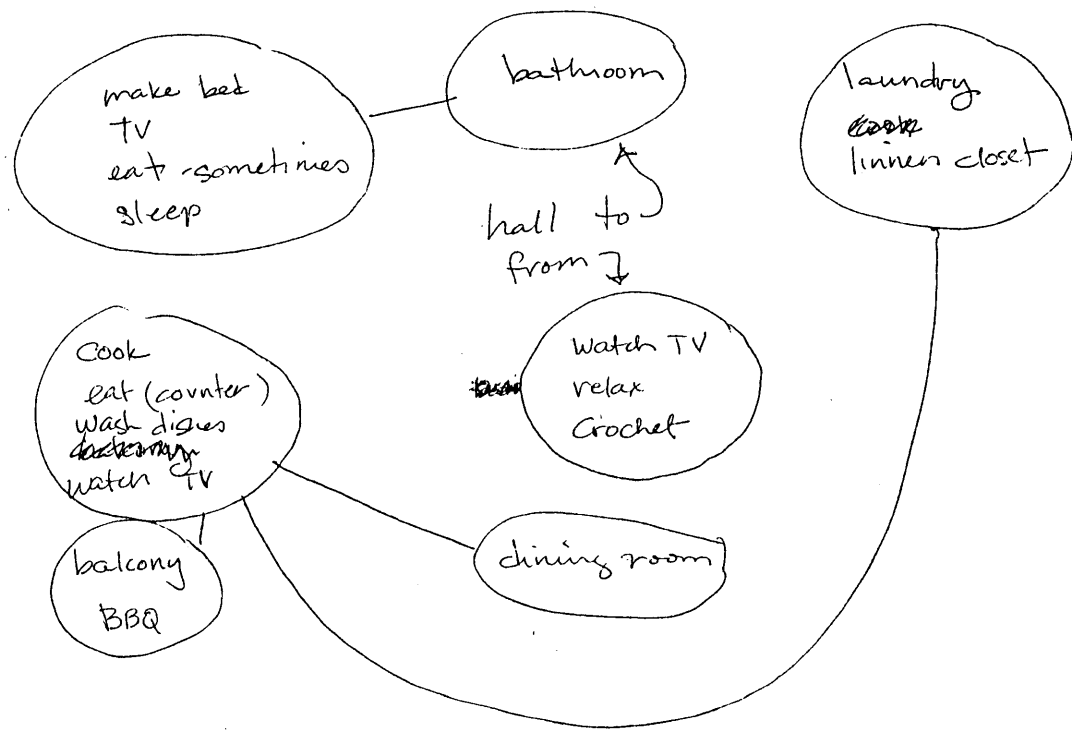 make bed
TV
eat - sometimes
sleep
bathroom
laundry
linnen closet
hall to
from
Cook
eat (counter)
wash dishes
watch TV
watch TV
relax
Crochet
balcony
BBQ
dining room